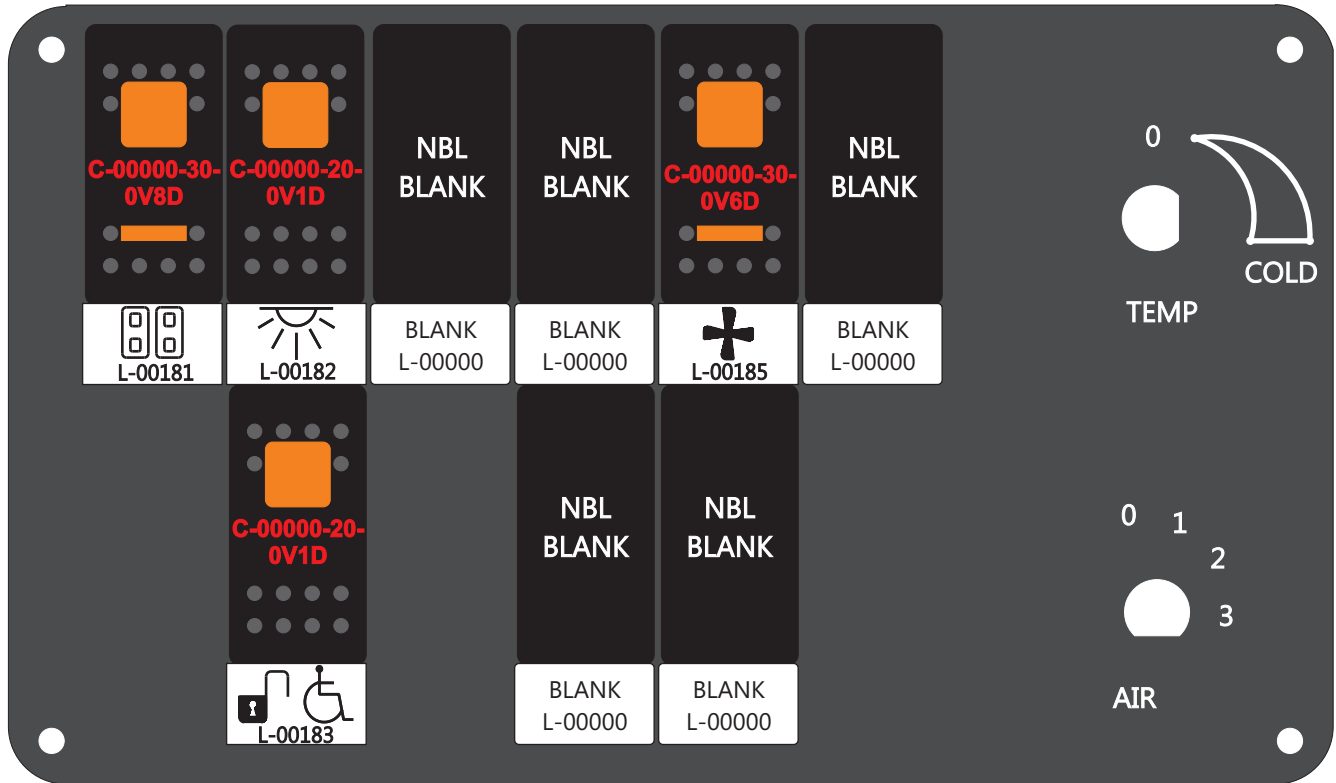 C-00000-30-
0V8D
C-00000-20-
0V1D
NBL
BLANK
NBL
BLANK
C-00000-30-
0V6D
NBL
BLANK
L-00181
L-00182
BLANK
L-00000
BLANK
L-00000
L-00185
BLANK
L-00000
0
COLD
TEMP
C-00000-20-
0V1D
NBL
BLANK
NBL
BLANK
L-00183
BLANK
L-00000
BLANK
L-00000
0
1
2
3
AIR